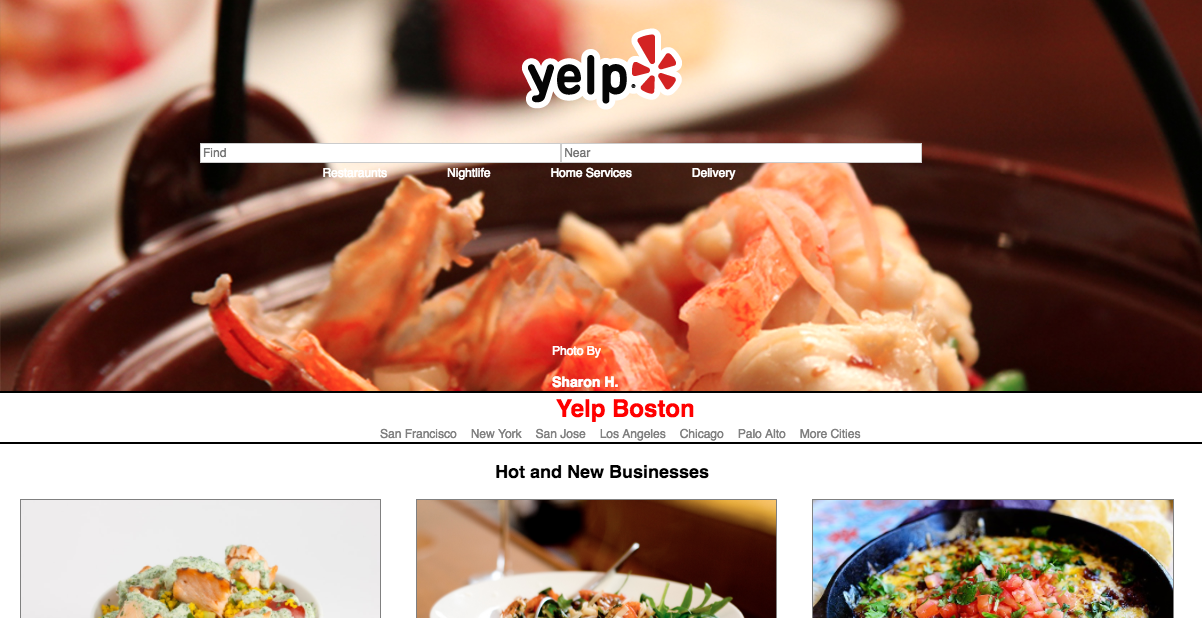 yelp
Find Near
Restaraunts Nightlife Home Services Delivery
Photo By
Sharon H.
Yelp Boston
San Francisco New York San Jose Los Angeles Chicago Palo Alto More Cities
Hot and New Businesses